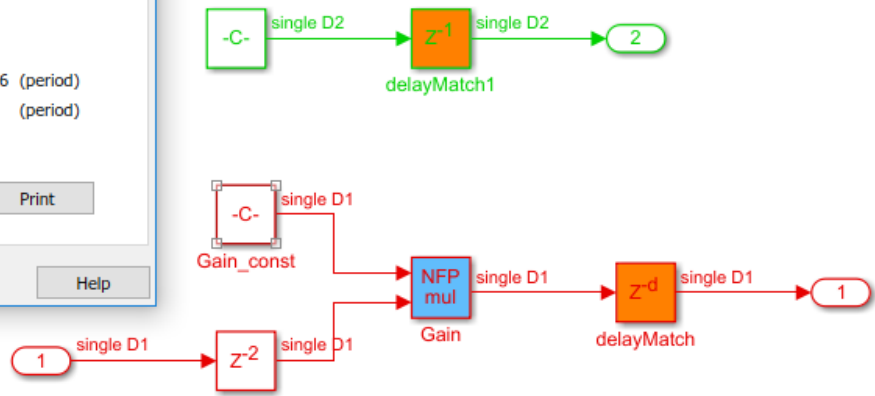 single D2
single D2
-C-
Z-1
2
delayMatch1
6 (period)
(period)
Print
Help
single D1
-C-
Gain_const
NFP
mul
single D1
Z-d
single D1
1
Gain
delayMatch
single D1
single D1
1
Z-2